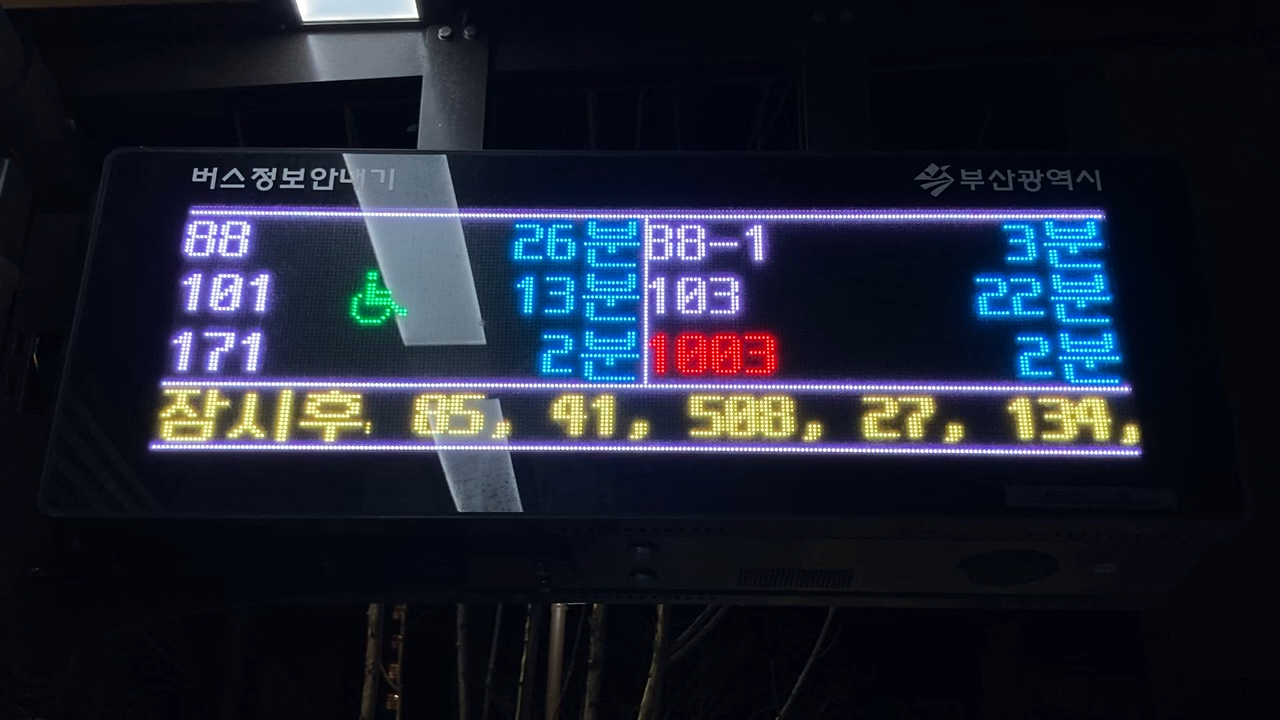 버스정보안내기 부산광역시
88 26분 88-1 3분
101 13분 103 22분
171 2분 1003 2분
잠시후: 85, 41, 508, 27, 134,